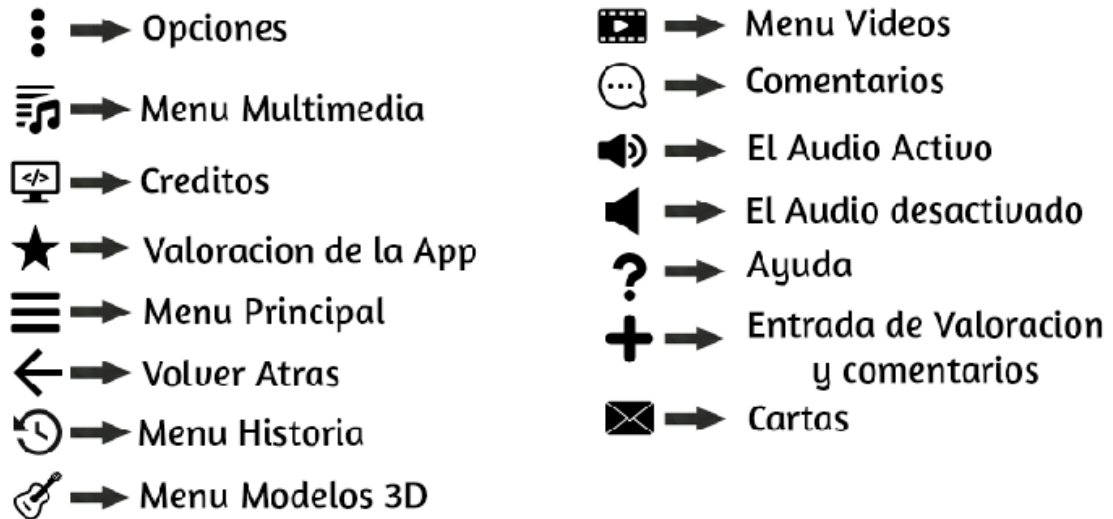 Opciones
Menu Multimedia
Creditos
Valoracion de la App
Menu Principal
Volver Atras
Menu Historia
Menu Modelos 3D
Menu Videos
Comentarios
El Audio Activo
El Audio desactivado
Ayuda
Entrada de Valoracion
y comentarios
Cartas